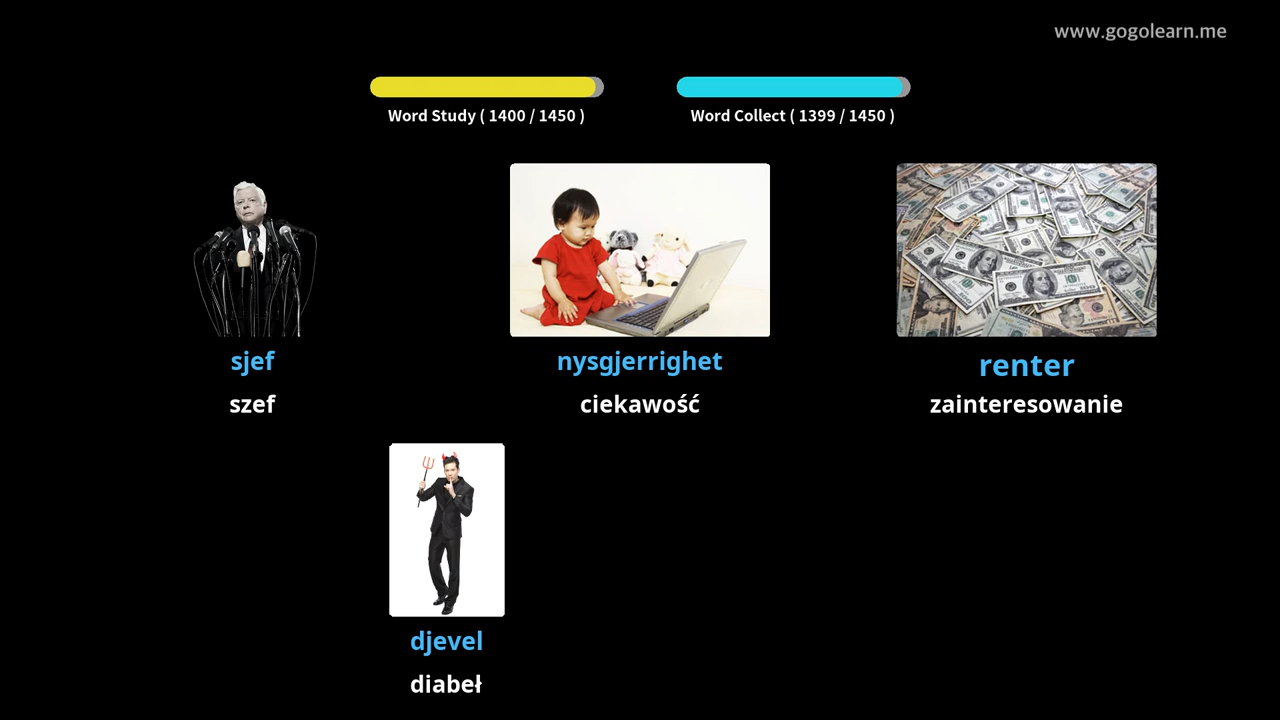 www.gogolearn.me
Word Study ( 1400 / 1450 )
Word Collect ( 1399 / 1450 )
sjef
szef
nysgjerrighet
ciekawość
renter
zainteresowanie
djevel
diabeł